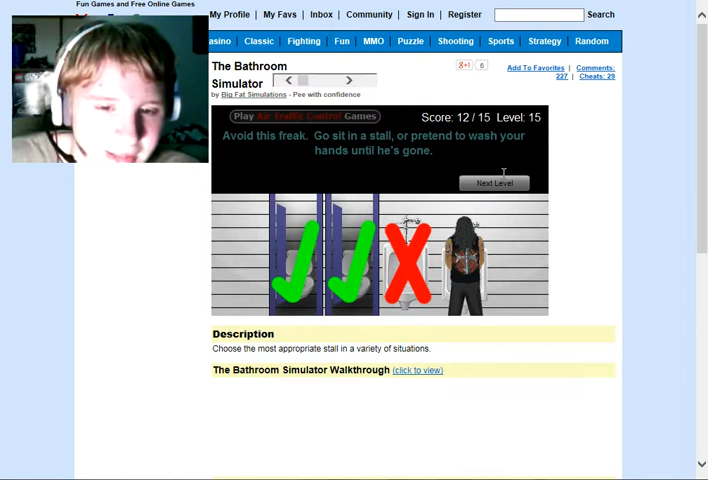 Fun Games and Free Online Games
My Profile | My Favs | Inbox | Community | Sign In | Register Search
asino Classic Fighting Fun MMO Puzzle Shooting Sports Strategy Random
The Bathroom
Simulator
by Big Fat Simulations - Pee with confidence
g+1 6
Add To Favorites | Comments:
227 | Cheats: 29
Play Air Traffic Control Games
Score: 12 / 15 Level: 15
Avoid this freak. Go sit in a stall, or pretend to wash your
hands until he's gone.
Next Level
Description
Choose the most appropriate stall in a variety of situations.
The Bathroom Simulator Walkthrough (click to view)